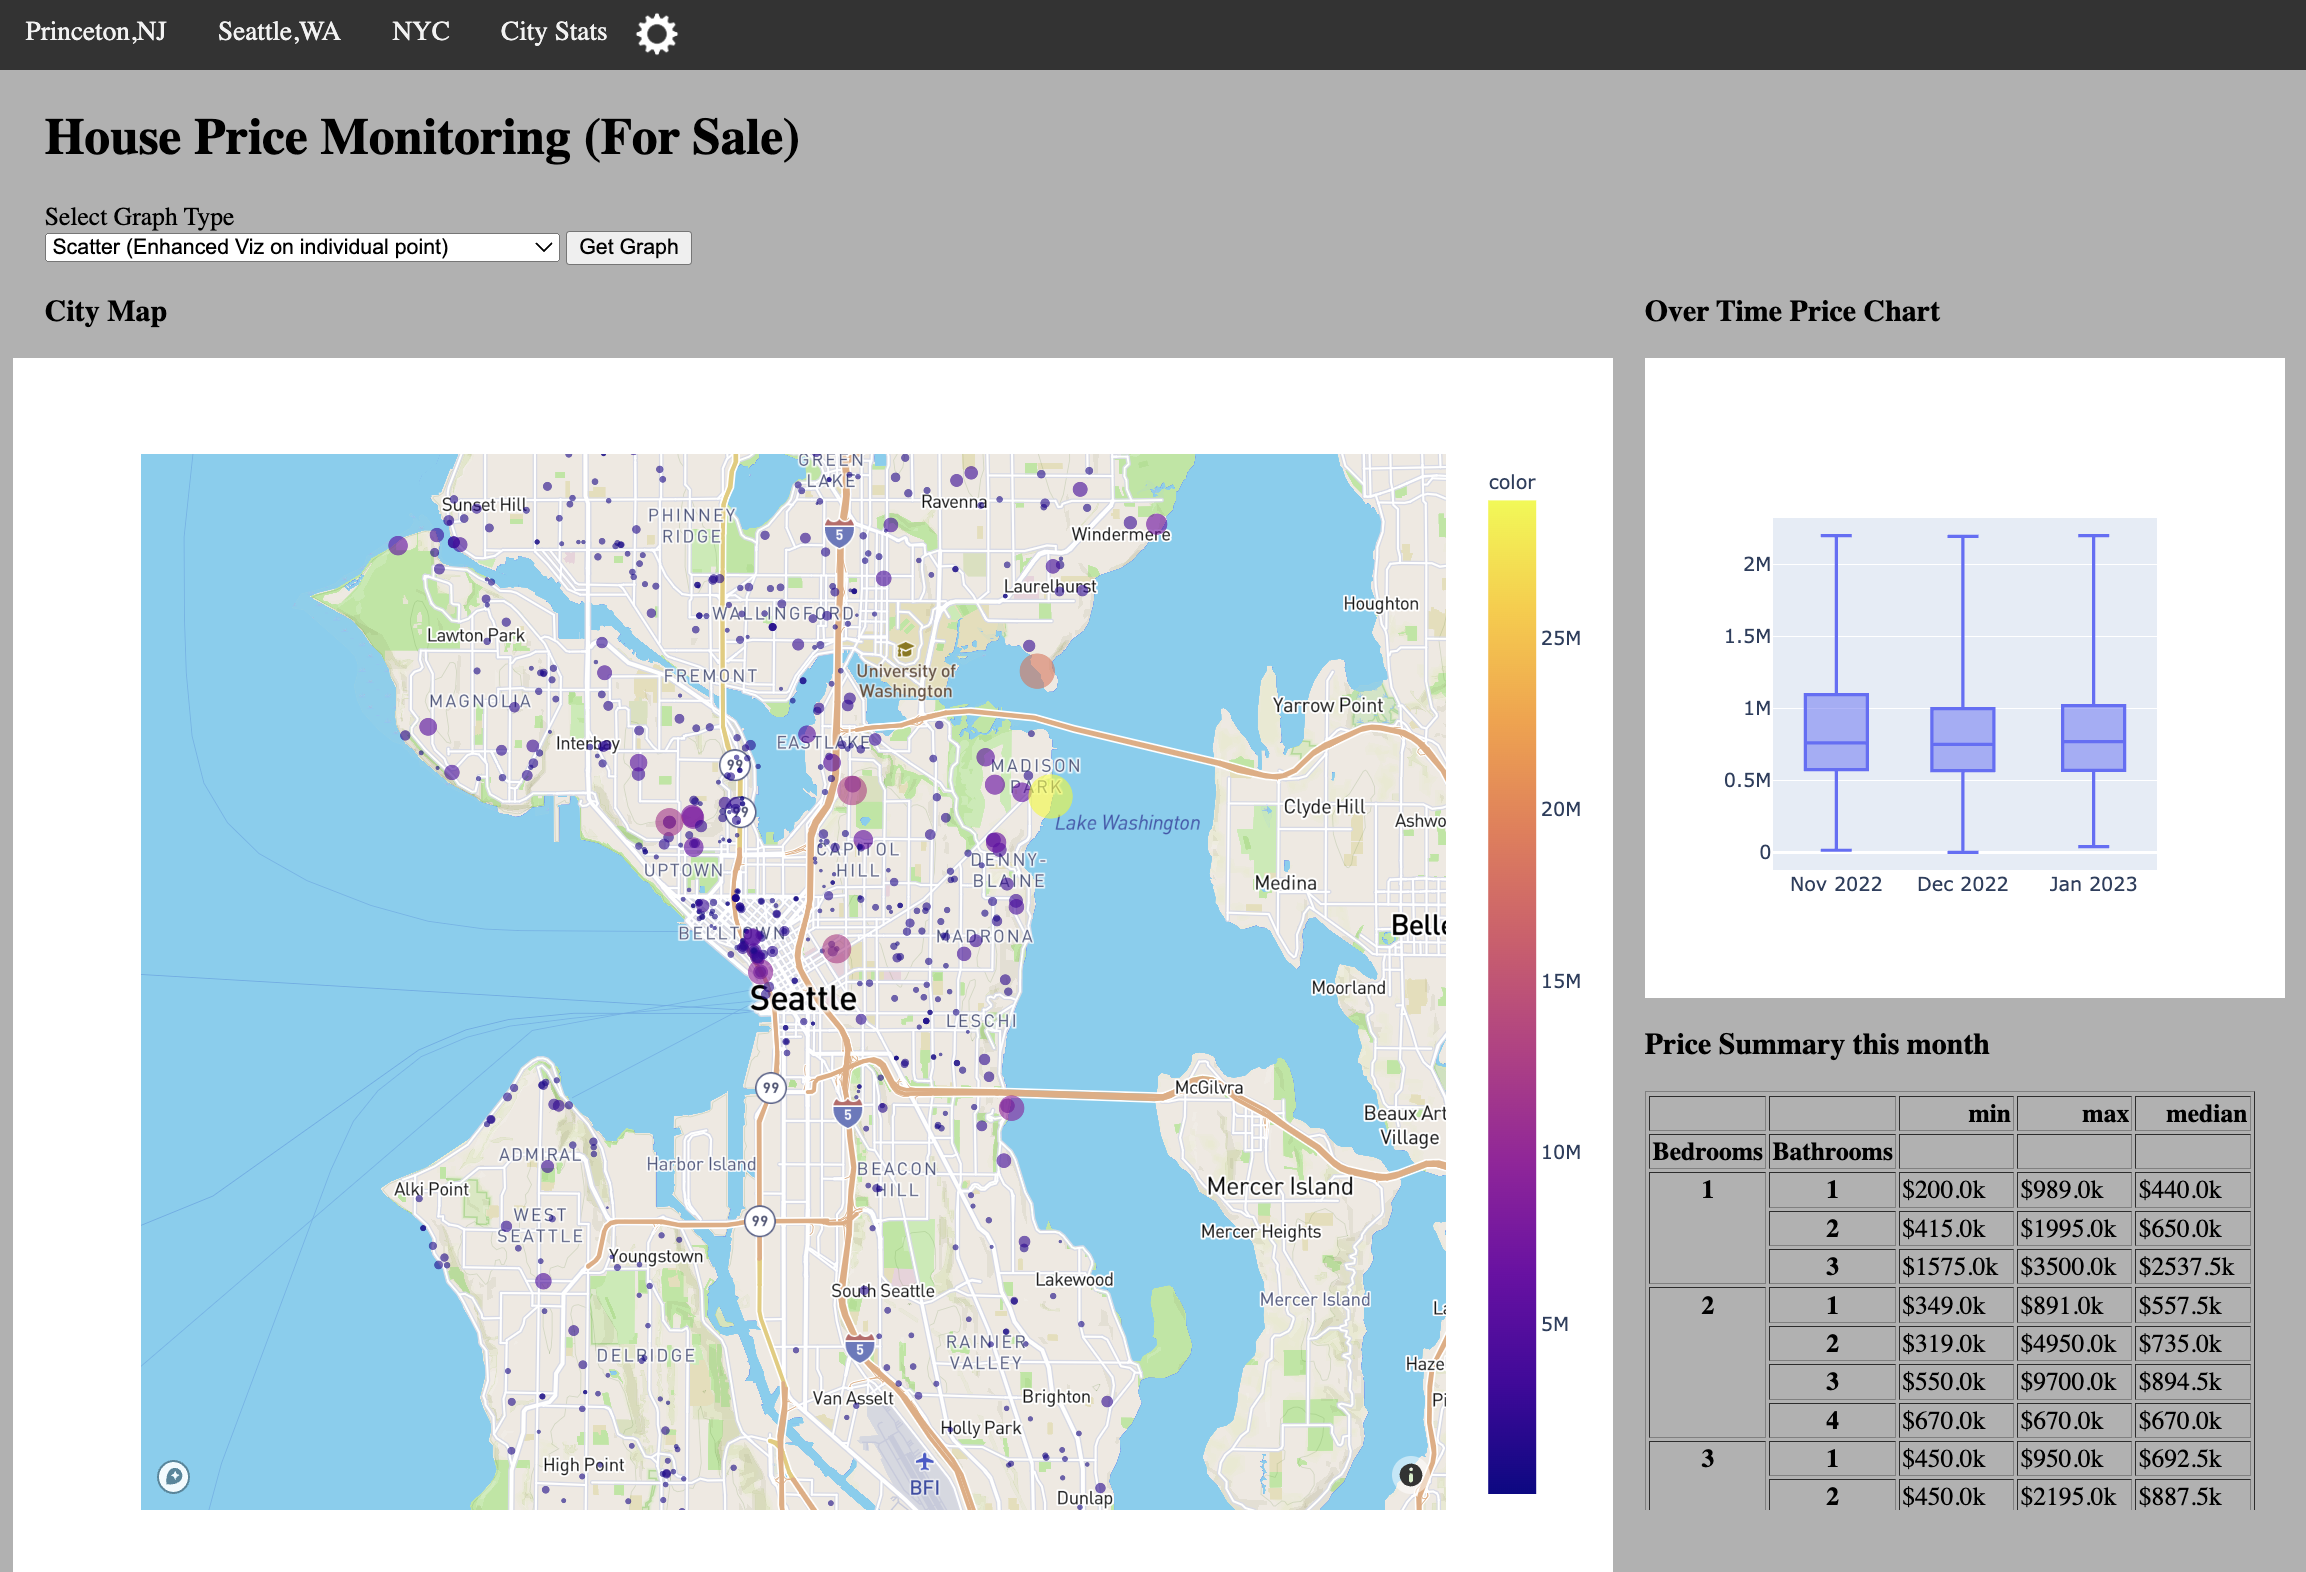 Princeton,NJ Seattle,WA NYC City Stats
House Price Monitoring (For Sale)
Select Graph Type
Scatter (Enhanced Viz on individual point) Get Graph
City Map
GREEN
LAKE
Sunset Hill
Ravenna
PHINNEY
RIDGE
5
Windermere
Laurelhurst
Houghton
WALLINGFORD
Lawton Park
University of
Washington
FREMONT
MAGNOLIA
Yarrow Point
Interbay
EASTLAKE
99
MADISON
PARK
Clyde Hill
99
Lake Washington
Ashwo
CAPITOL
HILL
UPTOWN
DENNY-
BLAINE
Medina
BELLTOWN
MADRONA
Belle
Seattle
Moorland
LESCHI
99
McGilvra
5
Beaux Art
Village
ADMIRAL
Harbor Island
BEACON
HILL
Alki Point
Mercer Island
WEST
SEATTLE
99
Mercer Heights
Youngstown
South Seattle
Lakewood
Mercer Island
La
RAINIER
VALLEY
5
DELRIDGE
Haze
Van Asselt
Brighton
Pi
Holly Park
High Point
BFI
Dunlap
color
25M
20M
15M
10M
5M
Over Time Price Chart
2M
1.5M
1M
0.5M
0
Nov 2022 Dec 2022 Jan 2023
Price Summary this month
min max median
Bedrooms Bathrooms
1 1 $200.0k $989.0k $440.0k
2 $415.0k $1995.0k $650.0k
3 $1575.0k $3500.0k $2537.5k
2 1 $349.0k $891.0k $557.5k
2 $319.0k $4950.0k $735.0k
3 $550.0k $9700.0k $894.5k
4 $670.0k $670.0k $670.0k
3 1 $450.0k $950.0k $692.5k
2 $450.0k $2195.0k $887.5k